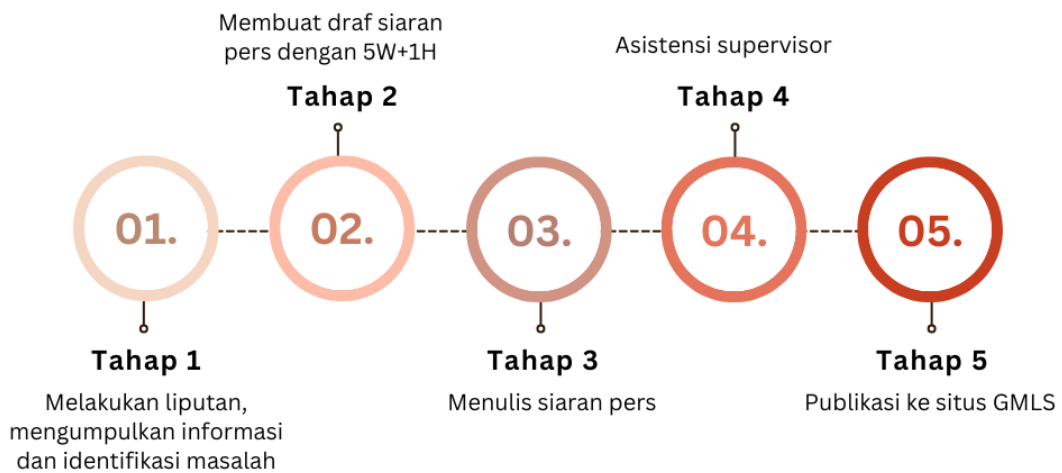 Membuat draf siaran
pers dengan 5W+1H
Tahap 2
Asistensi supervisor
Tahap 4
01.
02.
03.
04.
05.
Tahap 1
Melakukan liputan,
mengumpulkan informasi
dan identifikasi masalah
Tahap 3
Menulis siaran pers
Tahap 5
Publikasi ke situs GMLS